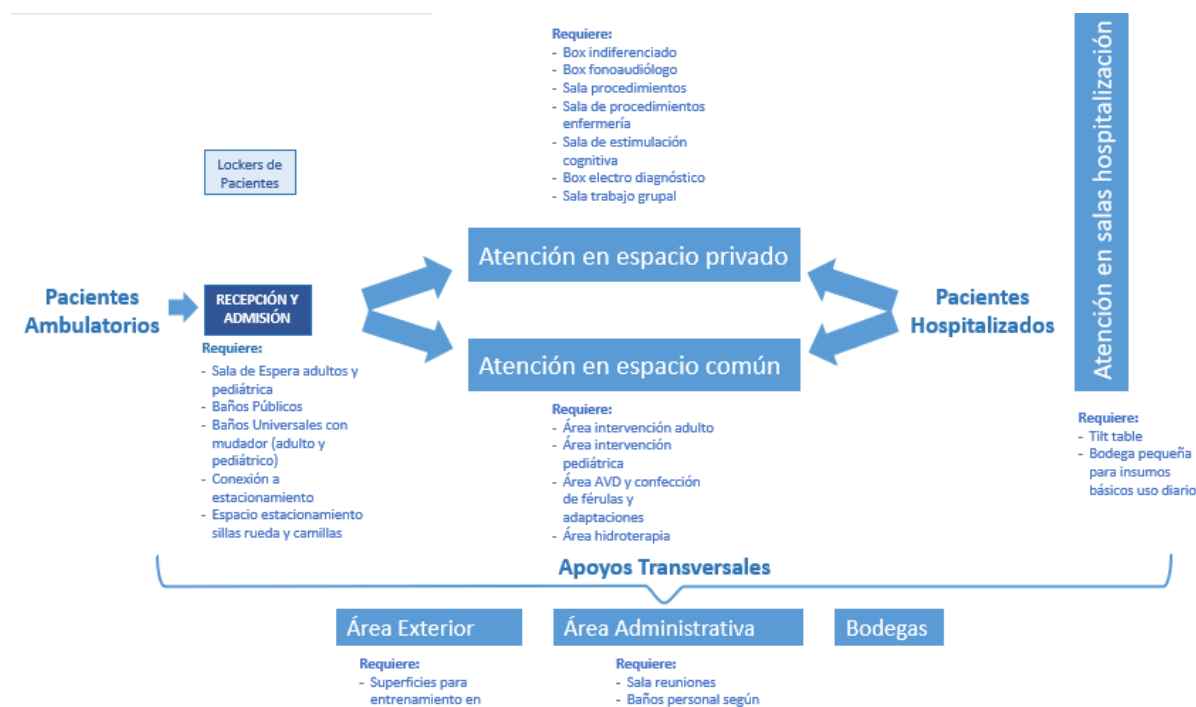 Requiere:
- Box indiferenciado
- Box fonoaudiólogo
- Sala procedimientos
- Sala de procedimientos
enfermería
- Sala de estimulación
cognitiva
- Box electro diagnóstico
- Sala trabajo grupal
Lockers de
Pacientes
Atención en espacio privado
Pacientes
Ambulatorios
RECEPCIÓN Y
ADMISIÓN
Requiere:
- Sala de Espera adultos y
pediátrica
- Baños Públicos
- Baños Universales con
mudador (adulto y
pediátrico)
- Conexión a
estacionamiento
- Espacio estacionamiento
sillas rueda y camillas
Atención en espacio común
Requiere:
- Área intervención adulto
- Área intervención
pediátrica
- Área AVD y confección
de férulas y
adaptaciones
- Área hidroterapia
Pacientes
Hospitalizados
Atención en salas hospitalización
Requiere:
- Tilt table
- Bodega pequeña
para insumos
básicos uso diario
Apoyos Transversales
Área Exterior
Requiere:
- Superficies para
entrenamiento en
Área Administrativa
Requiere:
- Sala reuniones
- Baños personal según
Bodegas